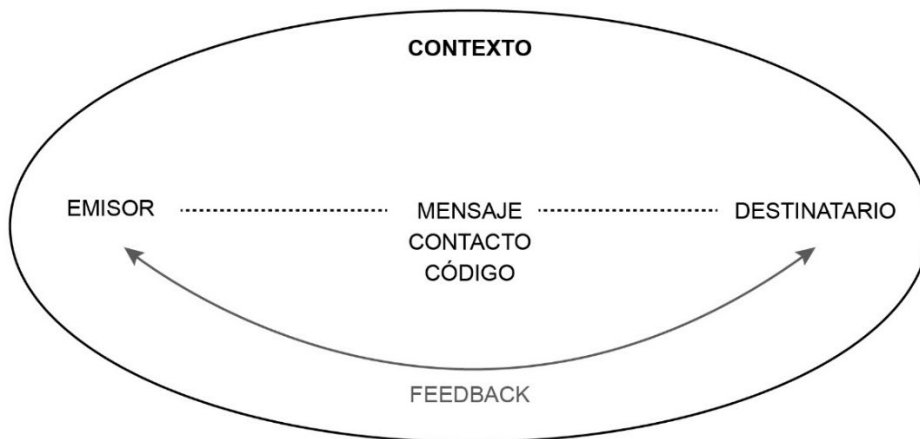 CONTEXTO
EMISOR MENSAJE DESTINATARIO
CONTACTO
CÓDIGO
FEEDBACK